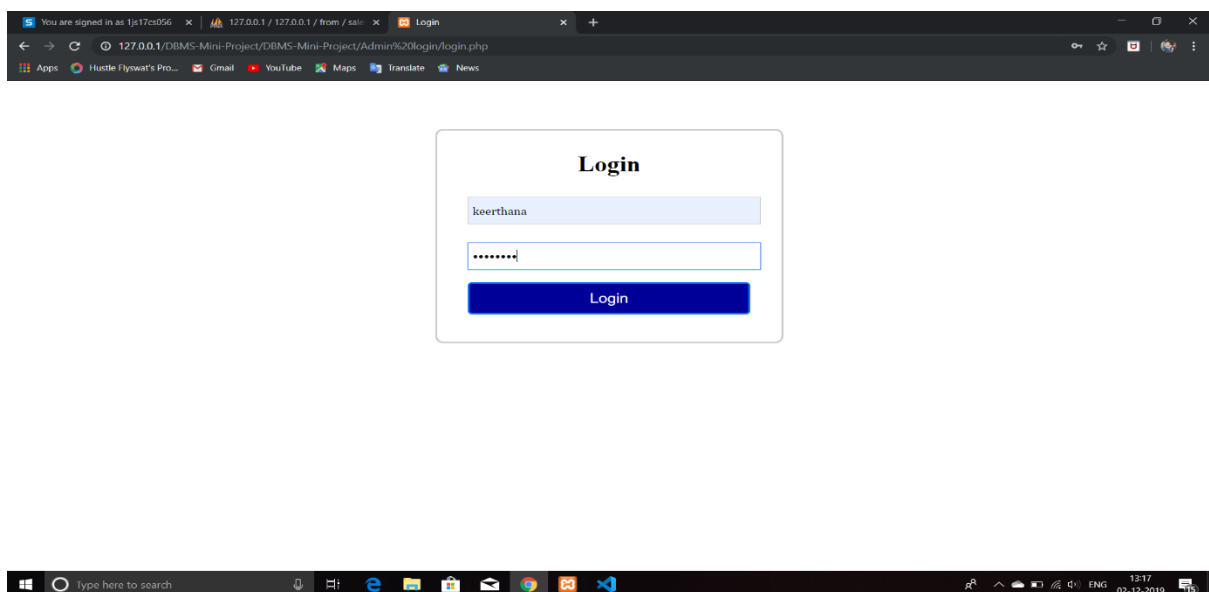 You are signed in as 1js17cs056
127.0.0.1 / 127.0.0.1 / from / sale
Login
127.0.0.1/DBMS-Mini-Project/DBMS-Mini-Project/Admin%20login/login.php
Apps Hustle Flyswat's Pro... Gmail YouTube Maps Translate News
Login
keerthana
••••••••
Login
Type here to search
ENG
13:17
02-12-2019
15